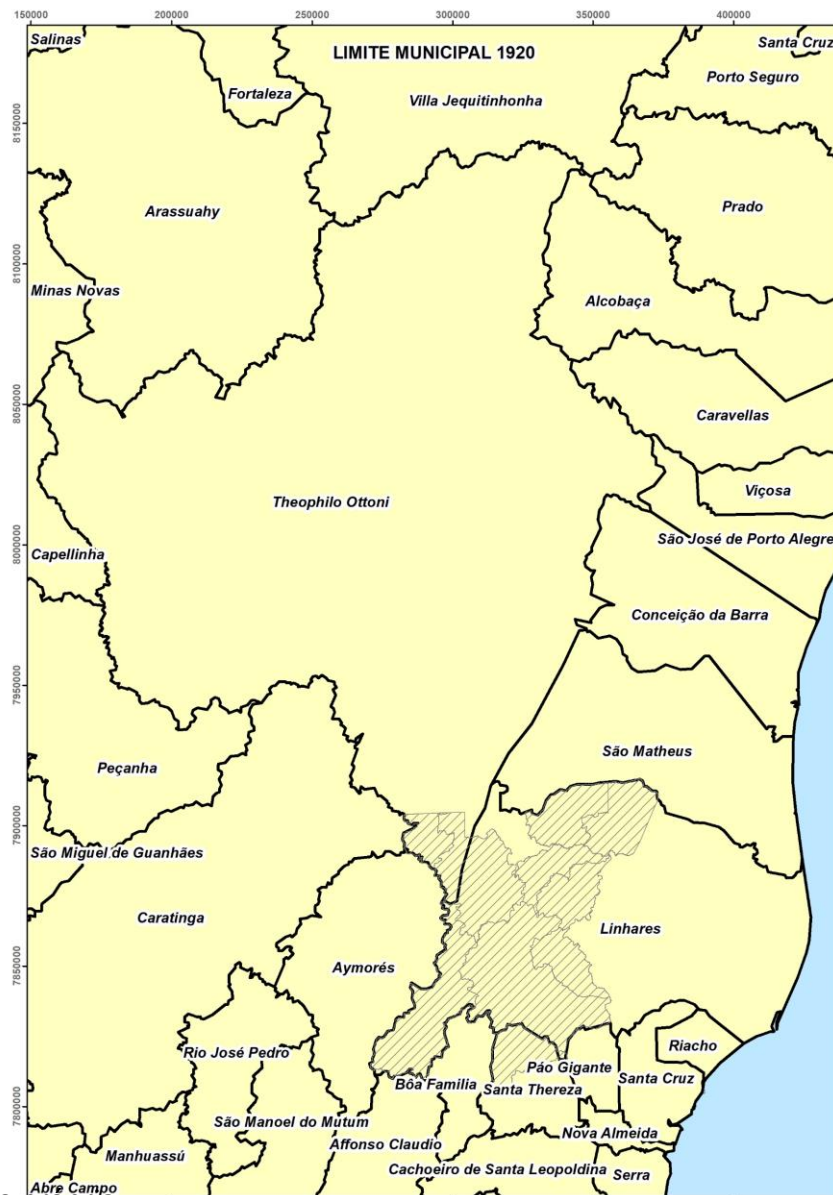 150000 200000 250000 300000 350000 400000
Salinas
LIMITE MUNICIPAL 1920
Santa Cruz
Porto Seguro
Fortaleza
Villa Jequitinhonha
8150000
Arassuahy
Prado
8100000
Minas Novas
Alcobaça
8050000
Caravellas
Viçosa
Theophilo Ottoni
São José de Porto Alegre
8000000
Capellinha
Conceição da Barra
7950000
São Matheus
Peçanha
7900000
São Miguel de Guanhães
Caratinga
Linhares
7850000
Aymorés
Rio José Pedro
Riacho
Páo Gigante
Santa Cruz
Bôa Familia
Santa Thereza
7800000
São Manoel do Mutum
Nova Almeida
Manhuassú
Affonso Claudio
Cachoeiro de Santa Leopoldina
Serra
Abre Campo